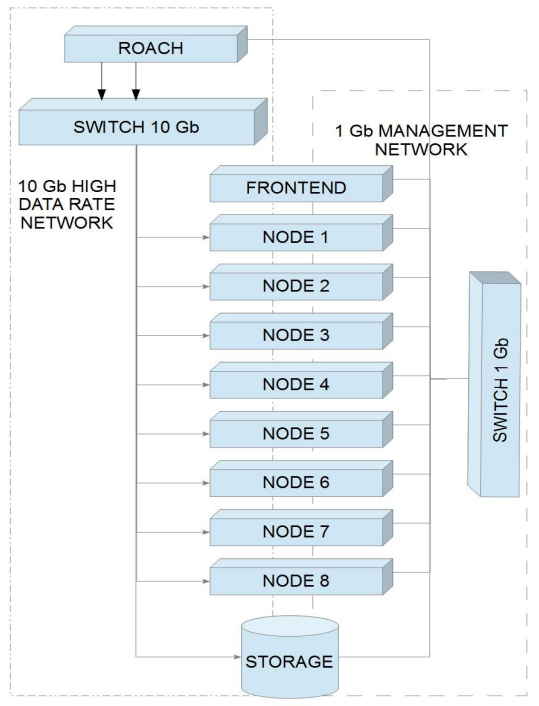 ROACH
SWITCH 10 Gb
1 Gb MANAGEMENT
NETWORK
10 Gb HIGH
DATA RATE
NETWORK
FRONTEND
NODE 1
NODE 2
NODE 3
NODE 4
NODE 5
NODE 6
NODE 7
NODE 8
SWITCH 1 Gb
STORAGE